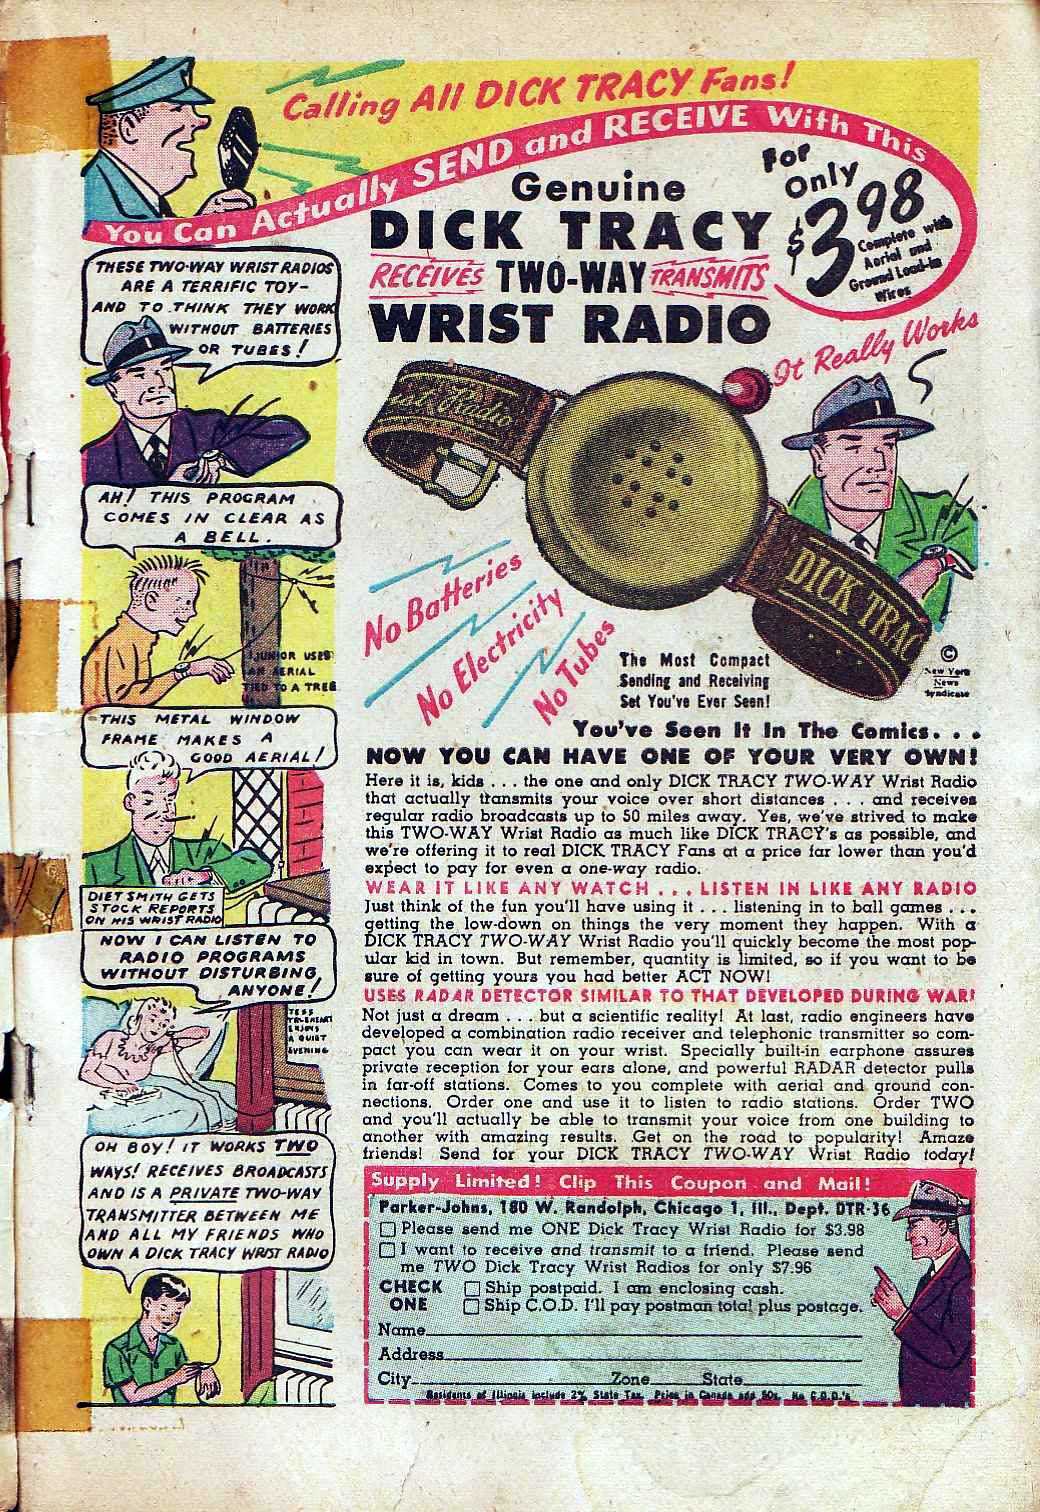 Calling All DICK TRACY Fans!
You Can Actually SEND and RECEIVE With This
Genuine
DICK TRACY
RECEIVES TWO-WAY TRANSMITS
WRIST RADIO
For
Only
$3.98
Complete with
Aerial and
Ground Lead-in
Wires
It Really Works
THESE TWO-WAY WRIST RADIOS
ARE A TERRIFIC TOY-
AND TO THINK THEY WORK
WITHOUT BATTERIES
OR TUBES!
AH! THIS PROGRAM
COMES IN CLEAR AS
A BELL.
JUNIOR USES
AN AERIAL
TIED TO A TREE
THIS METAL WINDOW
FRAME MAKES A
GOOD AERIAL!
DIET SMITH GETS
STOCK REPORTS
ON HIS WRIST RADIO
NOW I CAN LISTEN TO
RADIO PROGRAMS
WITHOUT DISTURBING
ANYONE!
TESS
TRUEHEART
ENJOYS
A QUIET
EVENING
OH BOY! IT WORKS TWO
WAYS! RECEIVES BROADCASTS
AND IS A PRIVATE TWO-WAY
TRANSMITTER BETWEEN ME
AND ALL MY FRIENDS WHO
OWN A DICK TRACY WRIST RADIO
st Radio
DICK TRAC
No Batteries
No Electricity
No Tubes
The Most Compact
Sending and Receiving
Set You've Ever Seen!
©
New York
News
Syndicate
You've Seen It In The Comics. . .
NOW YOU CAN HAVE ONE OF YOUR VERY OWN!
Here it is, kids . . . the one and only DICK TRACY TWO-WAY Wrist Radio
that actually transmits your voice over short distances . . . and receives
regular radio broadcasts up to 50 miles away. Yes, we've strived to make
this TWO-WAY Wrist Radio as much like DICK TRACY's as possible, and
we're offering it to real DICK TRACY Fans at a price far lower than you'd
expect to pay for even a one-way radio.
WEAR IT LIKE ANY WATCH . . . LISTEN IN LIKE ANY RADIO
Just think of the fun you'll have using it . . . listening in to ball games . . .
getting the low-down on things the very moment they happen. With a
DICK TRACY TWO-WAY Wrist Radio you'll quickly become the most pop-
ular kid in town. But remember, quantity is limited, so if you want to be
sure of getting yours you had better ACT NOW!
USES RADAR DETECTOR SIMILAR TO THAT DEVELOPED DURING WAR!
Not just a dream . . . but a scientific reality! At last, radio engineers have
developed a combination radio receiver and telephonic transmitter so com-
pact you can wear it on your wrist. Specially built-in earphone assures
private reception for your ears alone, and powerful RADAR detector pulls
in far-off stations. Comes to you complete with aerial and ground con-
nections. Order one and use it to listen to radio stations. Order TWO
and you'll actually be able to transmit your voice from one building to
another with amazing results. Get on the road to popularity! Amaze
friends! Send for your DICK TRACY TWO-WAY Wrist Radio today!
Supply Limited! Clip This Coupon and Mail!
Parker-Johns, 180 W. Randolph, Chicago 1, Ill., Dept. DTR-36
Please send me ONE Dick Tracy Wrist Radio for $3.98
I want to receive and transmit to a friend. Please send
me TWO Dick Tracy Wrist Radios for only $7.96
CHECK Ship postpaid. I am enclosing cash.
ONE Ship C.O.D. I'll pay postman total plus postage.
Name
Address
City Zone State
Residents of Illinois include 2% State Tax. Price in Canada add 50c. No C.O.D.'s